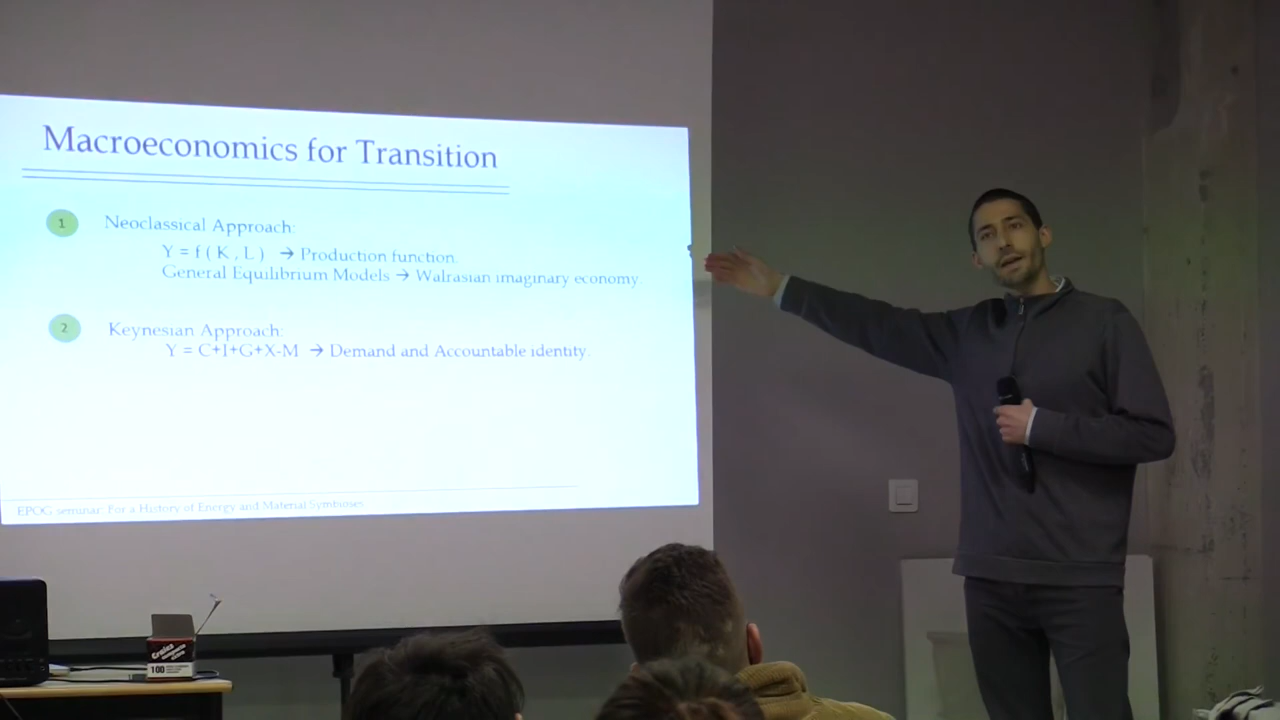 Macroeconomics for Transition
1 Neoclassical Approach:
Y = f ( K , L ) → Production function.
General Equilibrium Models → Walrasian imaginary economy.
2 Keynesian Approach:
Y = C+I+G+X-M → Demand and Accountable identity.
EPOG seminar: For a History of Energy and Material Symbioses
100